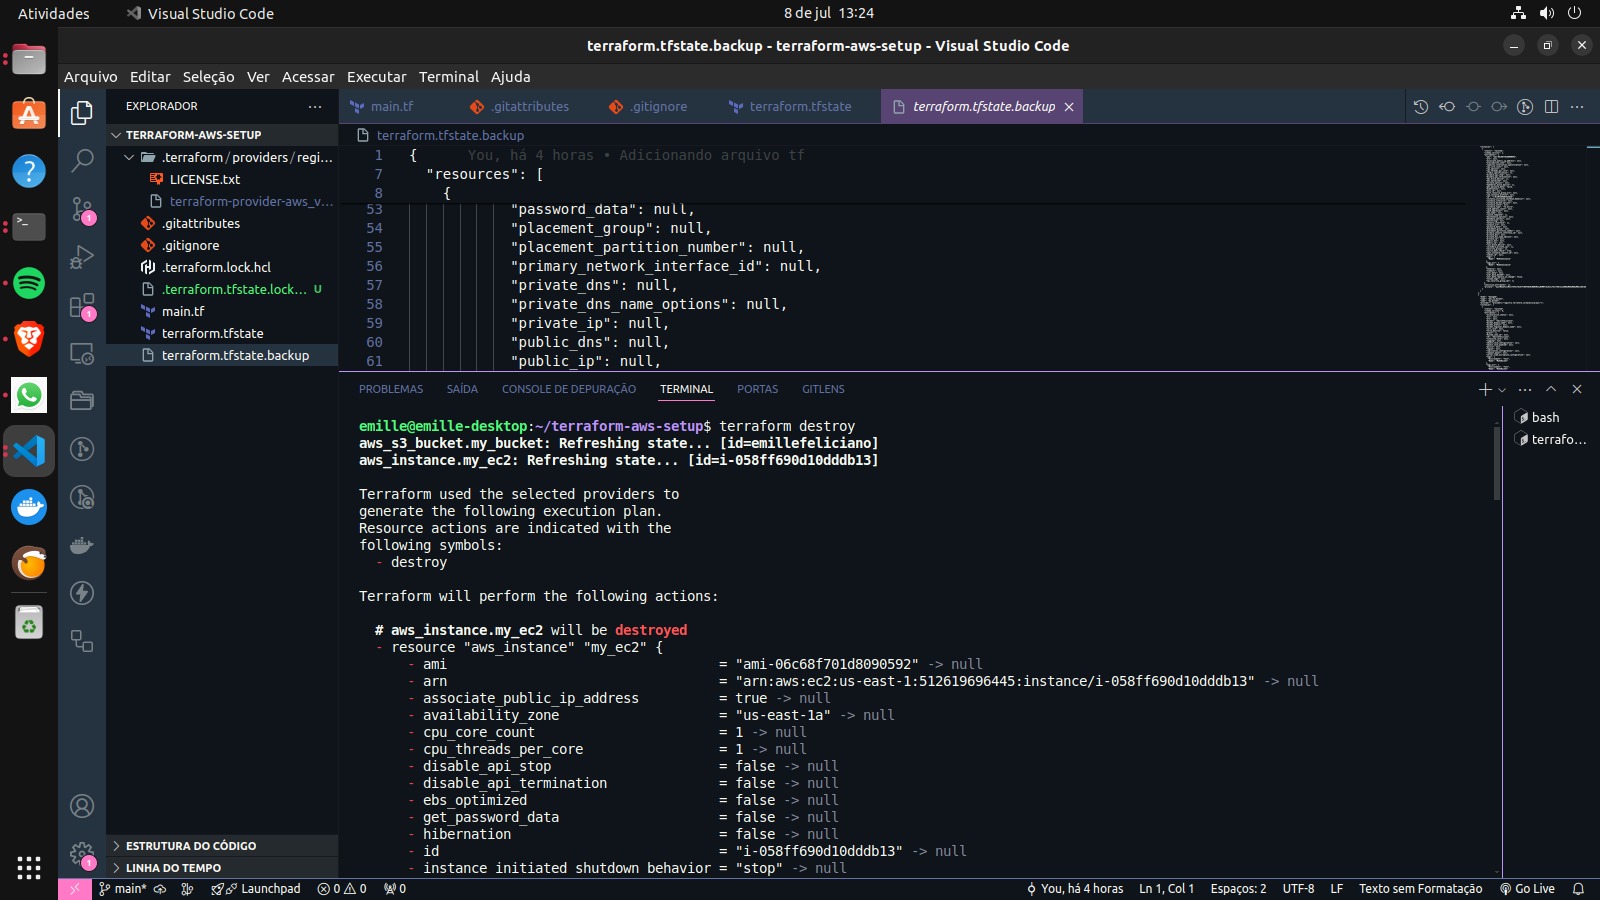 Atividades
Visual Studio Code
8 de jul 13:24
terraform.tfstate.backup - terraform-aws-setup - Visual Studio Code
Arquivo Editar Seleção Ver Acessar Executar Terminal Ajuda
EXPLORADOR
TERRAFORM-AWS-SETUP
.terraform/providers/regi...
LICENSE.txt
terraform-provider-aws_v...
.gitattributes
.gitignore
.terraform.lock.hcl
.terraform.tfstate.lock... U
main.tf
terraform.tfstate
terraform.tfstate.backup
ESTRUTURA DO CÓDIGO
LINHA DO TEMPO
1
1
1
main.tf
.gitattributes
.gitignore
terraform.tfstate
terraform.tfstate.backup
terraform.tfstate.backup
1 { You, há 4 horas • Adicionando arquivo tf
7 "resources": [
8 {
53 "password_data": null,
54 "placement_group": null,
55 "placement_partition_number": null,
56 "primary_network_interface_id": null,
57 "private_dns": null,
58 "private_dns_name_options": null,
59 "private_ip": null,
60 "public_dns": null,
61 "public_ip": null,
PROBLEMAS SAÍDA CONSOLE DE DEPURAÇÃO TERMINAL PORTAS GITLENS
bash
terrafo...
emille@emille-desktop:~/terraform-aws-setup$ terraform destroy
aws_s3_bucket.my_bucket: Refreshing state... [id=emillefeliciano]
aws_instance.my_ec2: Refreshing state... [id=i-058ff690d10dddb13]
Terraform used the selected providers to
generate the following execution plan.
Resource actions are indicated with the
following symbols:
- destroy
Terraform will perform the following actions:
# aws_instance.my_ec2 will be destroyed
- resource "aws_instance" "my_ec2" {
- ami = "ami-06c68f701d8090592" -> null
- arn = "arn:aws:ec2:us-east-1:512619696445:instance/i-058ff690d10dddb13" -> null
- associate_public_ip_address = true -> null
- availability_zone = "us-east-1a" -> null
- cpu_core_count = 1 -> null
- cpu_threads_per_core = 1 -> null
- disable_api_stop = false -> null
- disable_api_termination = false -> null
- ebs_optimized = false -> null
- get_password_data = false -> null
- hibernation = false -> null
- id = "i-058ff690d10dddb13" -> null
- instance_initiated_shutdown_behavior = "stop" -> null
main* Launchpad 0 0 0
You, há 4 horas Ln 1, Col 1 Espaços: 2 UTF-8 LF Texto sem Formatação Go Live